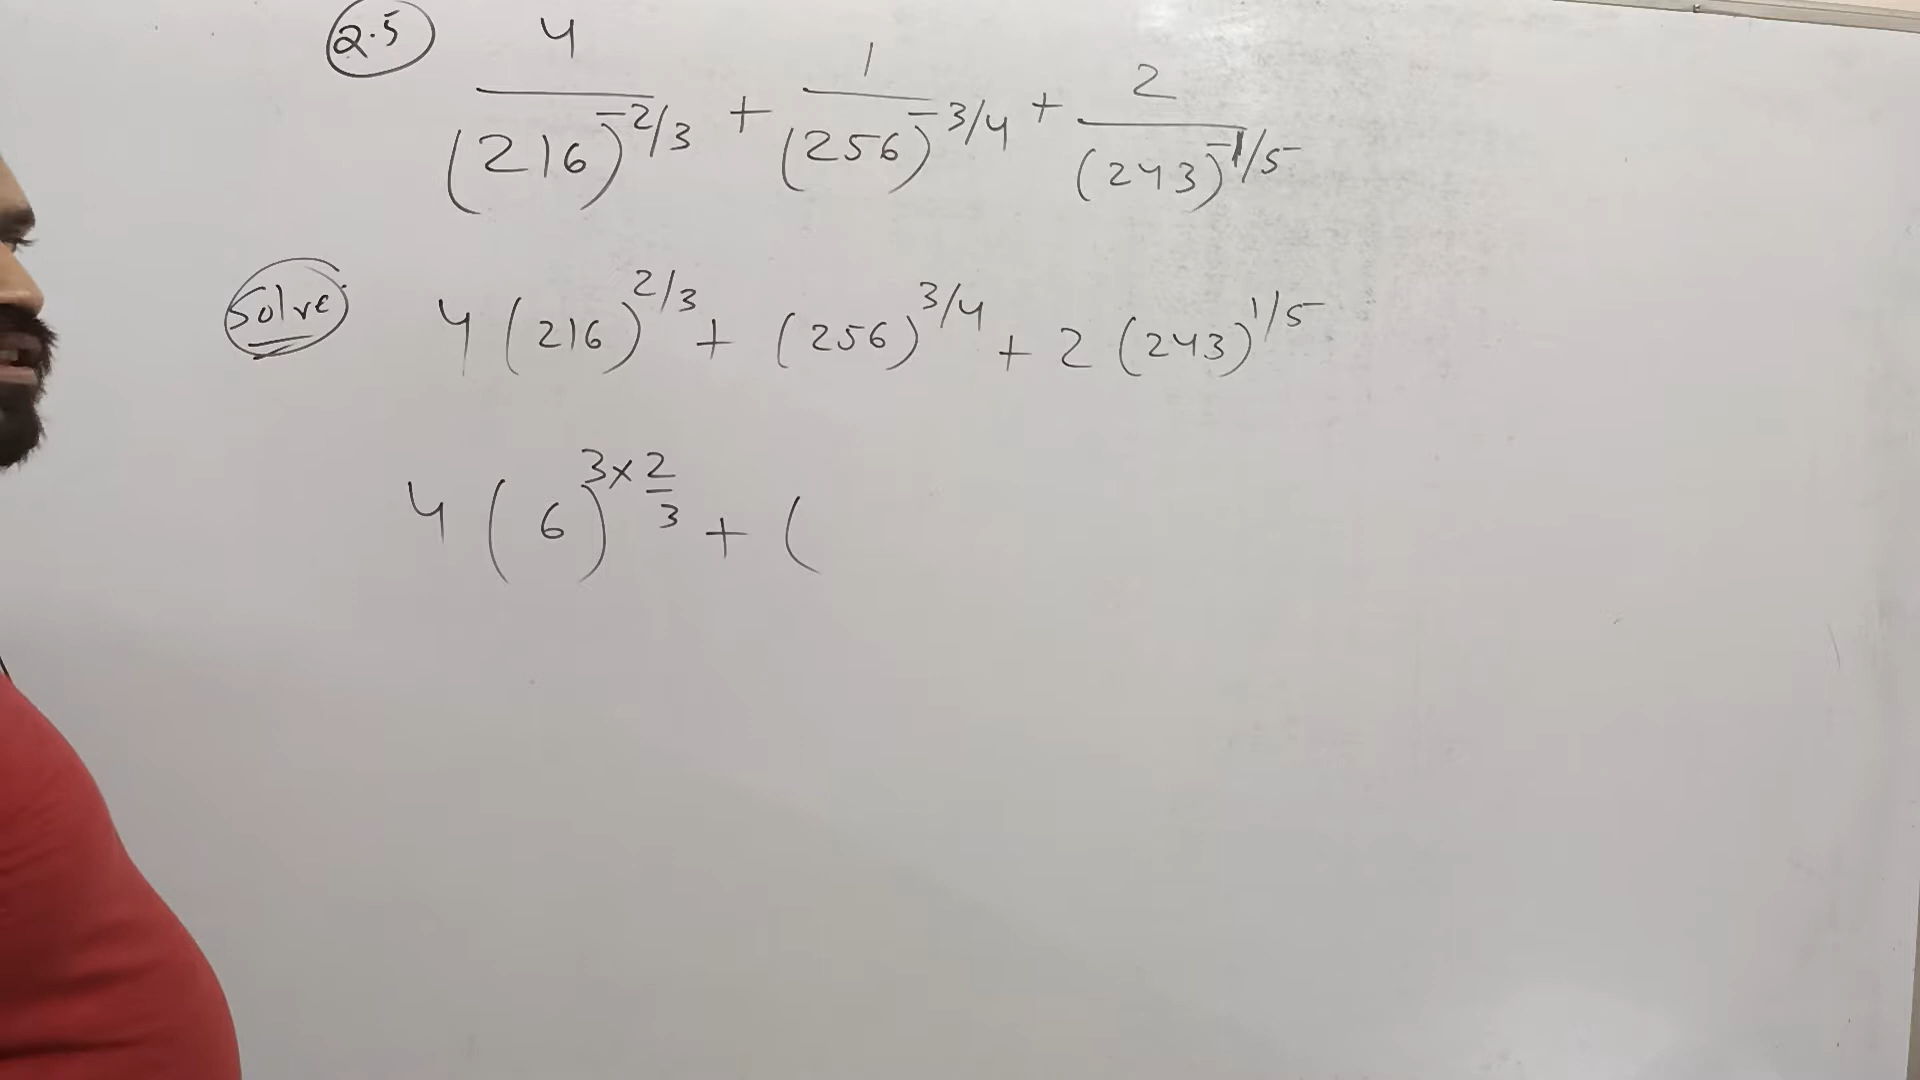 Q.5 4/(216)^-2/3 + 1/(256)^-3/4 + 2/(243)^-1/5
Solve 4(216)^2/3 + (256)^3/4 + 2(243)^1/5
4(6)^3×2/3 + (